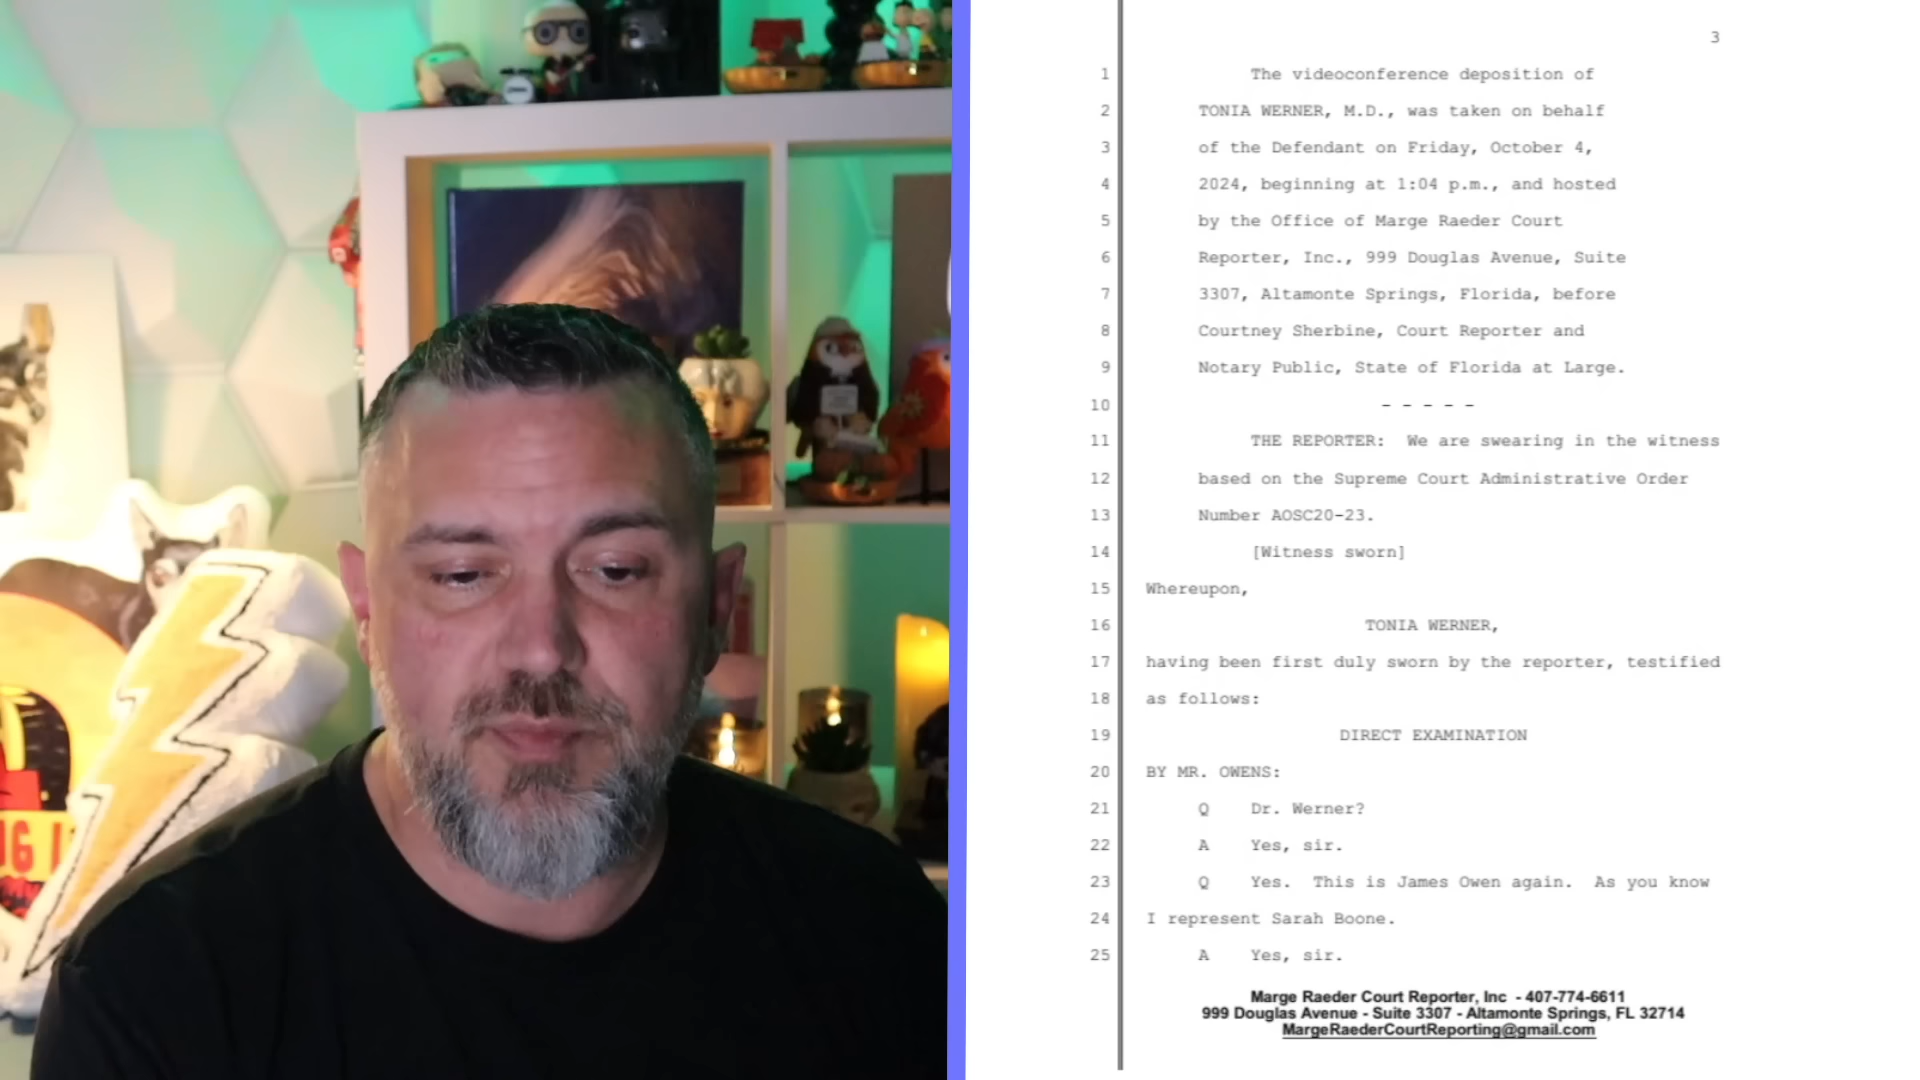 3
1 The videoconference deposition of
2 TONIA WERNER, M.D., was taken on behalf
3 of the Defendant on Friday, October 4,
4 2024, beginning at 1:04 p.m., and hosted
5 by the Office of Marge Raeder Court
6 Reporter, Inc., 999 Douglas Avenue, Suite
7 3307, Altamonte Springs, Florida, before
8 Courtney Sherbine, Court Reporter and
9 Notary Public, State of Florida at Large.
10 - - - - -
11 THE REPORTER: We are swearing in the witness
12 based on the Supreme Court Administrative Order
13 Number AOSC20-23.
14 [Witness sworn]
15 Whereupon,
16 TONIA WERNER,
17 having been first duly sworn by the reporter, testified
18 as follows:
19 DIRECT EXAMINATION
20 BY MR. OWENS:
21 Q Dr. Werner?
22 A Yes, sir.
23 Q Yes. This is James Owen again. As you know
24 I represent Sarah Boone.
25 A Yes, sir.
Marge Raeder Court Reporter, Inc - 407-774-6611
999 Douglas Avenue - Suite 3307 - Altamonte Springs, FL 32714
MargeRaederCourtReporting@gmail.com